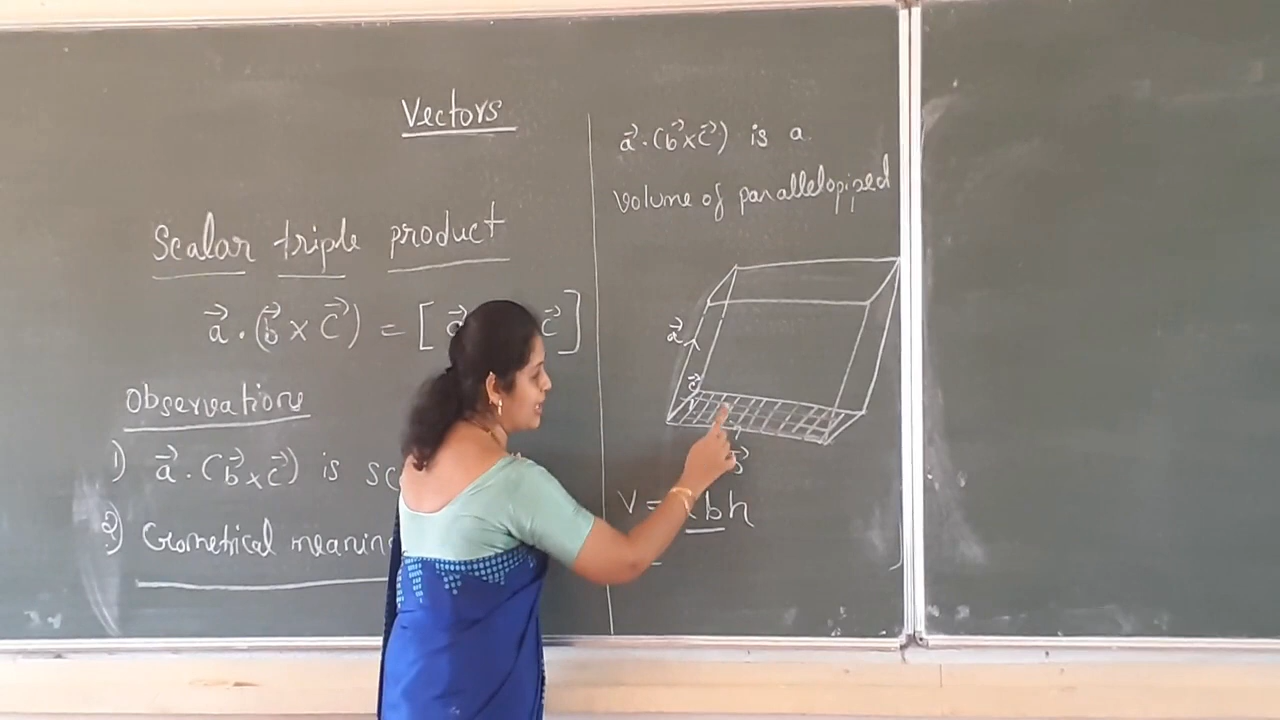 Vectors
Scalar triple product
a⃗ · (b⃗ × c⃗) = [ a⃗ c⃗ ]
Observations
1) a⃗ · (b⃗ × c⃗) is sc
2) Geometrical meaning
a⃗ · (b⃗ × c⃗) is a
volume of parallelopiped
a⃗
c⃗
b⃗
V = lbh